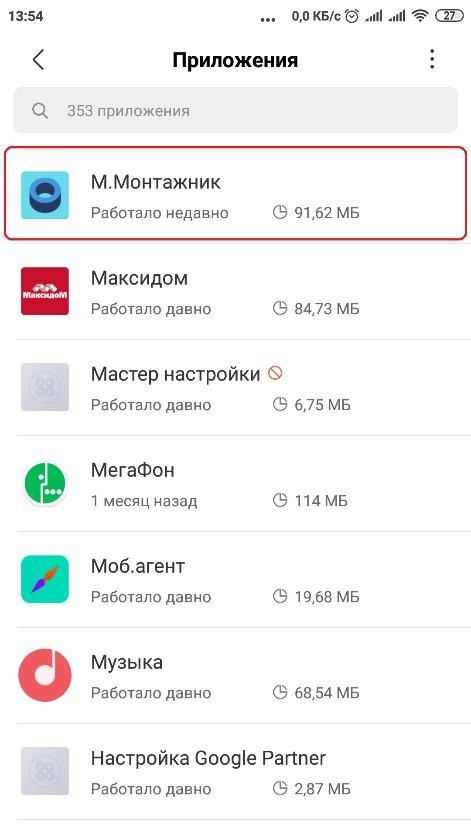 13:54 ... 0,0 КБ/с 27
Приложения
353 приложения
М.Монтажник
Работало недавно 91,62 МБ
МаксидоМ
Максидом
Работало давно 84,73 МБ
Мастер настройки
Работало давно 6,75 МБ
МегаФон
1 месяц назад 114 МБ
Моб.агент
Работало давно 19,68 МБ
Музыка
Работало давно 68,54 МБ
Настройка Google Partner
Работало давно 2,87 МБ